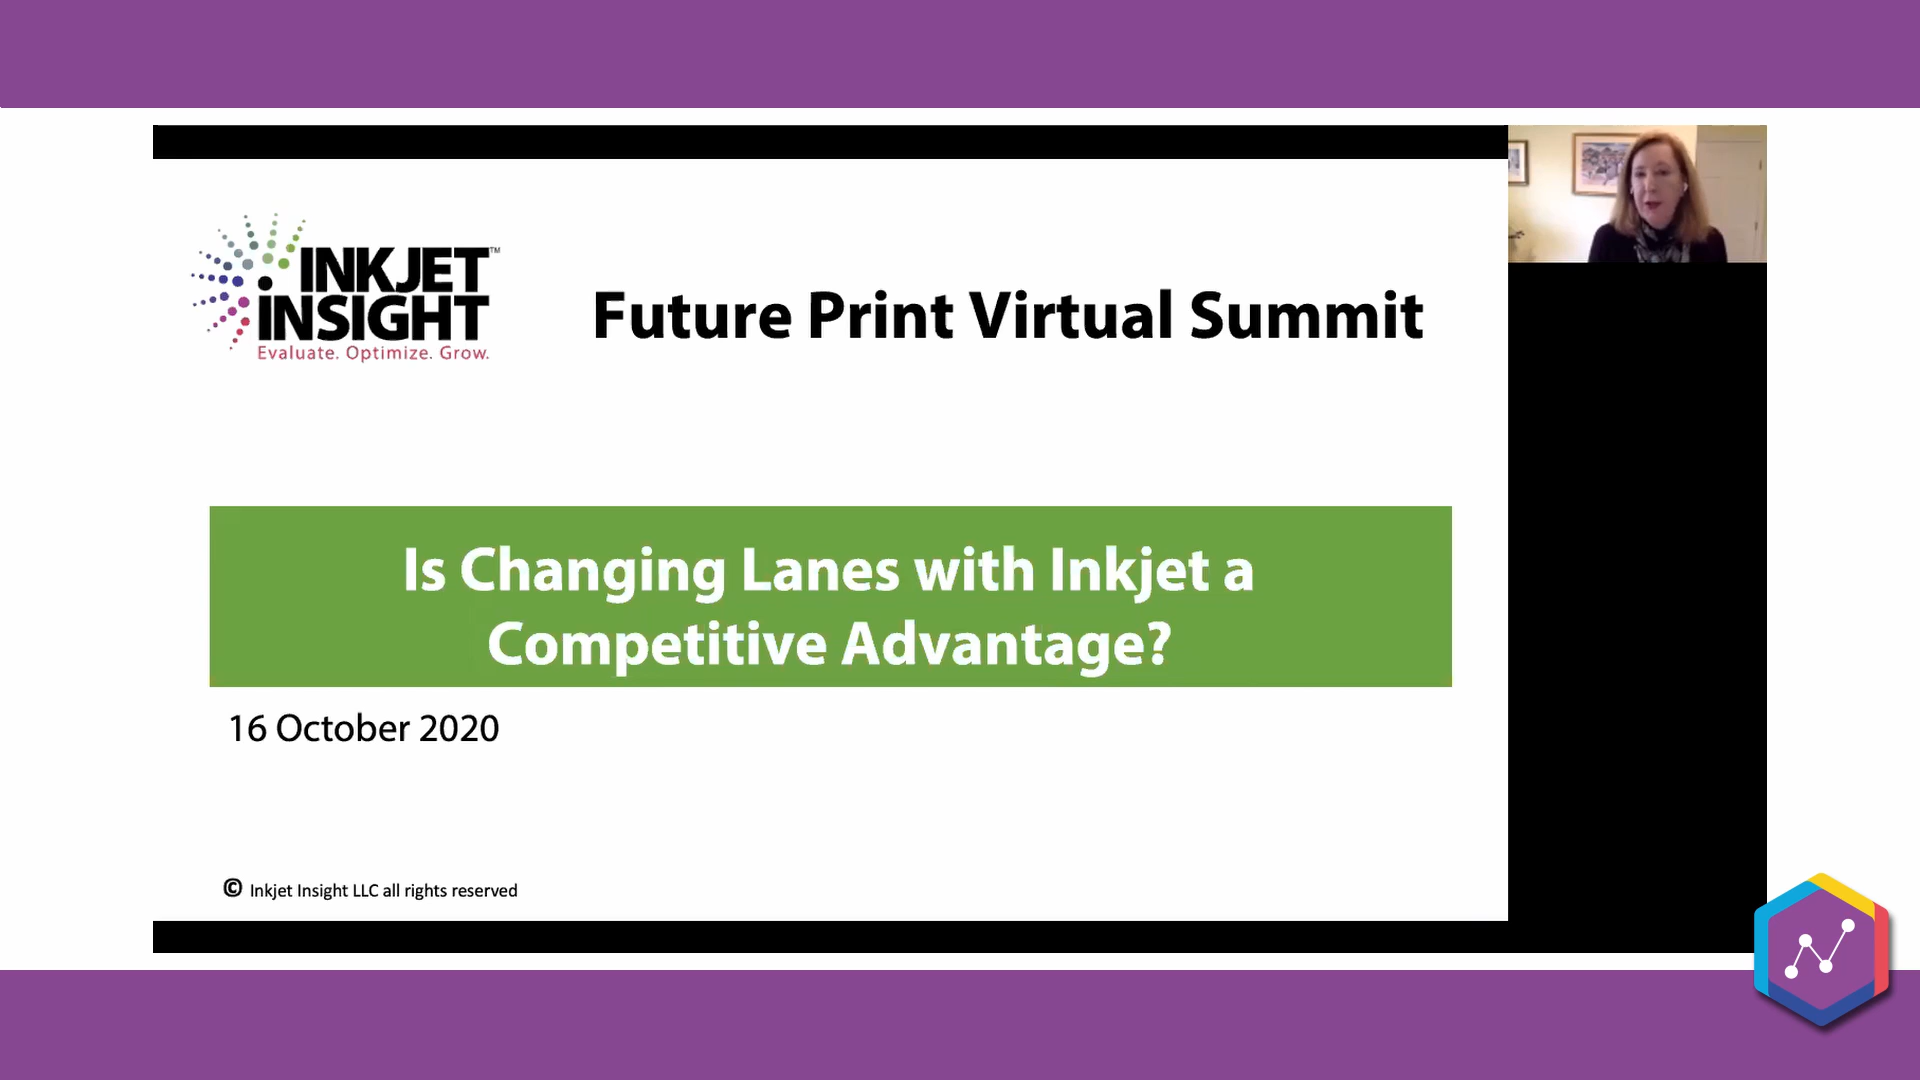 INKJET™
INSIGHT
Evaluate. Optimize. Grow.
Future Print Virtual Summit
Is Changing Lanes with Inkjet a
Competitive Advantage?
16 October 2020
© Inkjet Insight LLC all rights reserved